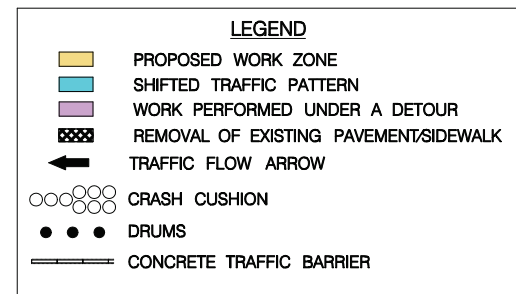 LEGEND
PROPOSED WORK ZONE
SHIFTED TRAFFIC PATTERN
WORK PERFORMED UNDER A DETOUR
REMOVAL OF EXISTING PAVEMENT/SIDEWALK
TRAFFIC FLOW ARROW
CRASH CUSHION
DRUMS
CONCRETE TRAFFIC BARRIER